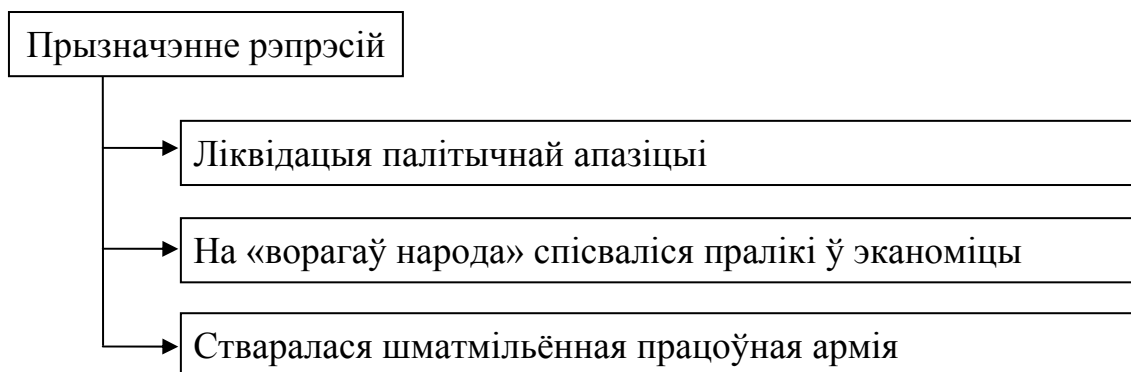 Прызначэнне рэпрэсій
Ліквідацыя палітычнай апазіцыі
На «ворагаў народа» спісваліся пралікі ў эканоміцы
Стваралася шматмільённая працоўная армія